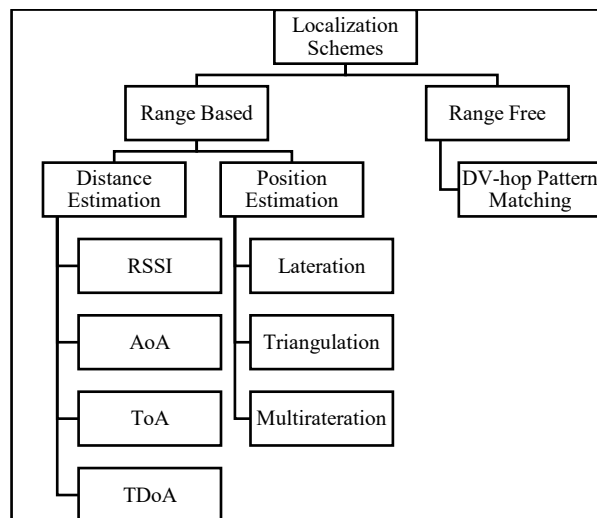 Localization
Schemes
Range Based
Range Free
Distance
Estimation
Position
Estimation
DV-hop Pattern
Matching
RSSI
Lateration
AoA
Triangulation
ToA
Multirateration
TDoA